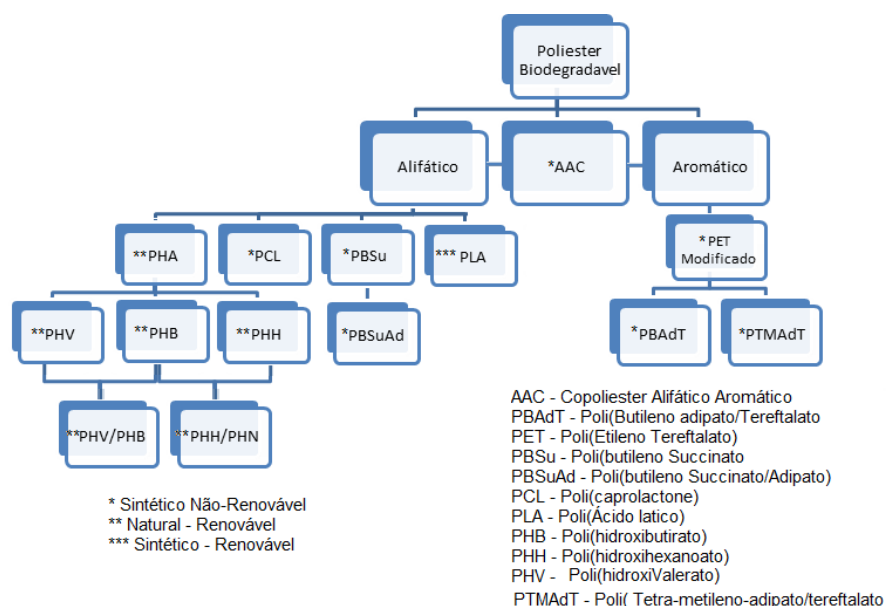 Poliester
Biodegradavel
Alifático
*AAC
Aromático
**PHA
*PCL
*PBSu
*** PLA
* PET
Modificado
**PHV
**PHB
**PHH
*PBSuAd
*PBAdT
*PTMAdT
**PHV/PHB
**PHH/PHN
AAC - Copoliester Alifático Aromático
PBAdT - Poli(Butileno adipato/Tereftalato
PET - Poli(Etileno Tereftalato)
PBSu - Poli(butileno Succinato
PBSuAd - Poli(butileno Succinato/Adipato)
PCL - Poli(caprolactone)
PLA - Poli(Ácido latico)
PHB - Poli(hidroxibutirato)
PHH - Poli(hidroxihexanoato)
PHV - Poli(hidroxiValerato)
PTMAdT - Poli( Tetra-metileno-adipato/tereftalato
* Sintético Não-Renovável
** Natural - Renovável
*** Sintético - Renovável